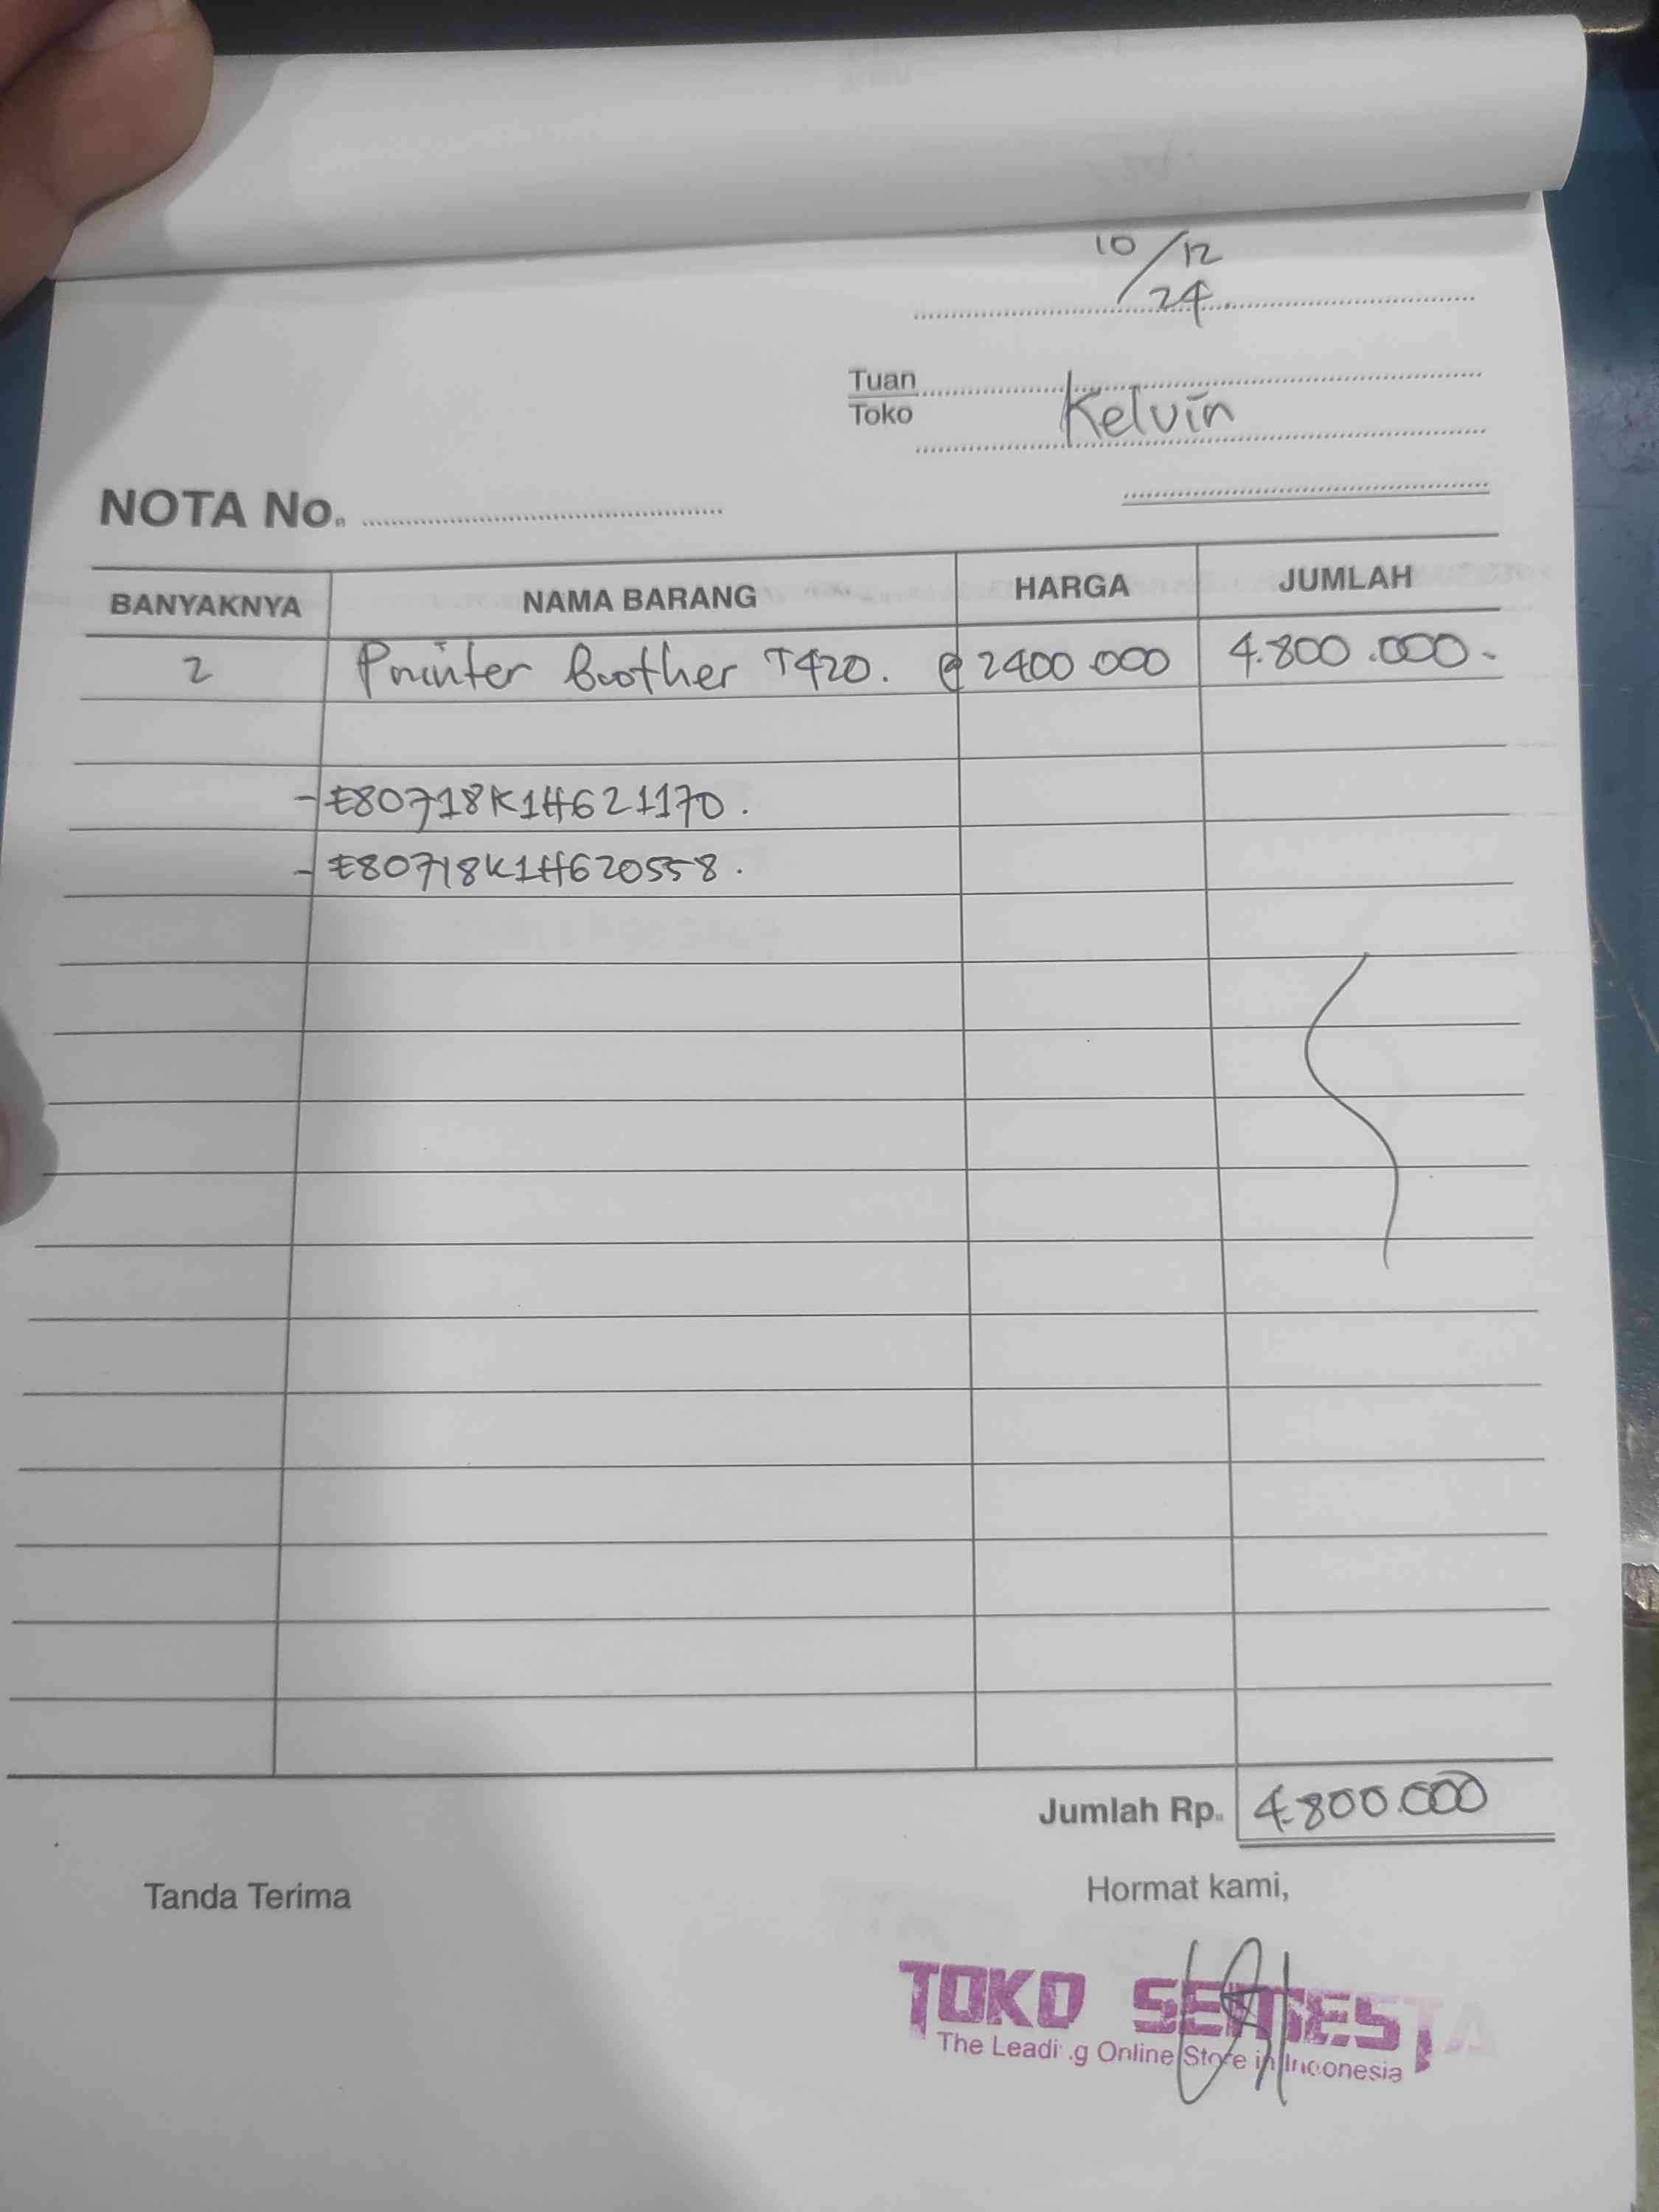 10/12
24
Tuan
Toko
Kelvin
NOTA No.
BANYAKNYA NAMA BARANG HARGA JUMLAH
2 Printer Brother T420. @ 2400.000 4.800.000.-
- E80718K1H621170.
- E80718K1H620558.
Jumlah Rp. 4.800.000
Tanda Terima Hormat kami,
TOKO SEMESTA
The Leading Online Store in Indonesia